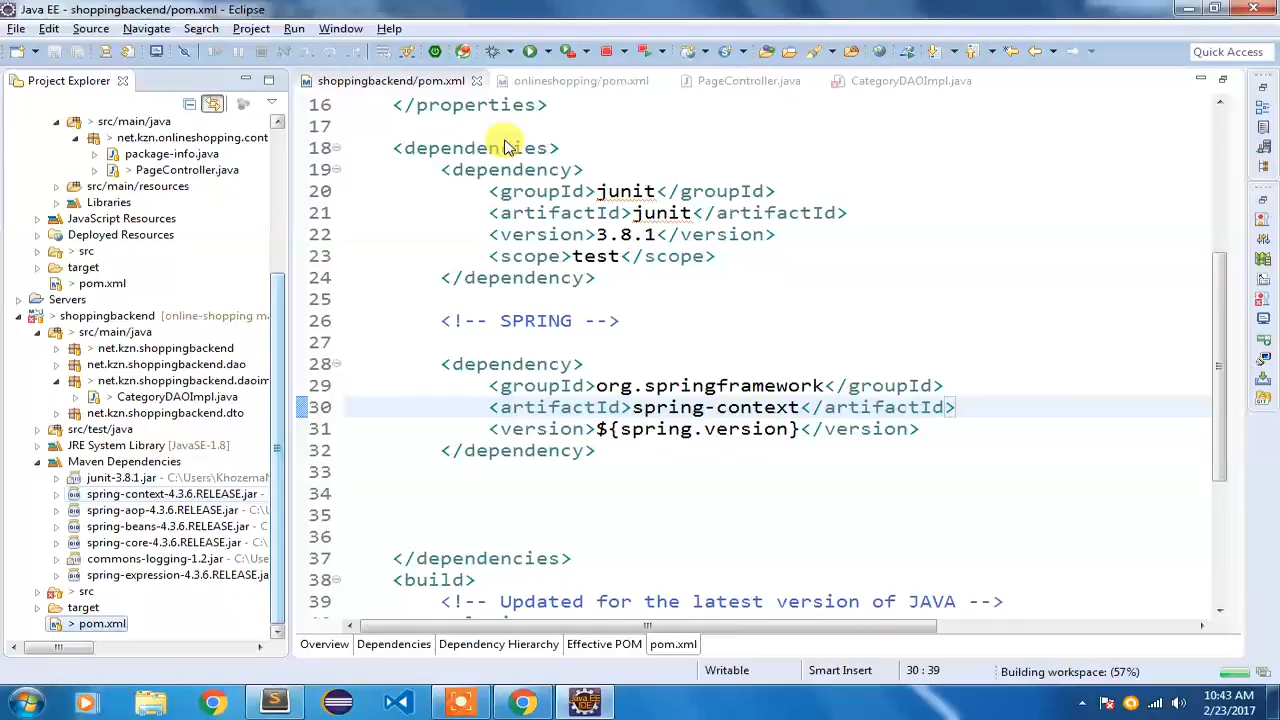 Java EE - shoppingbackend/pom.xml - Eclipse
File Edit Source Navigate Search Project Run Window Help
Quick Access
Project Explorer
shoppingbackend/pom.xml
onlineshopping/pom.xml
PageController.java
CategoryDAOImpl.java
src/main/java
net.kzn.onlineshopping.cont
package-info.java
> PageController.java
src/main/resources
Libraries
JavaScript Resources
Deployed Resources
> src
target
> pom.xml
Servers
> shoppingbackend [online-shopping ma
> src/main/java
> net.kzn.shoppingbackend
net.kzn.shoppingbackend.dao
> net.kzn.shoppingbackend.daoim
> CategoryDAOImpl.java
net.kzn.shoppingbackend.dto
src/test/java
JRE System Library [JavaSE-1.8]
Maven Dependencies
junit-3.8.1.jar - C:\Users\Khozema\
spring-context-4.3.6.RELEASE.jar -
spring-aop-4.3.6.RELEASE.jar - C:\U
spring-beans-4.3.6.RELEASE.jar - C:
spring-core-4.3.6.RELEASE.jar - C:\U
commons-logging-1.2.jar - C:\Use
spring-expression-4.3.6.RELEASE.ja
> src
target
> pom.xml
16 </properties>
17
18 <dependencies>
19 <dependency>
20 <groupId>junit</groupId>
21 <artifactId>junit</artifactId>
22 <version>3.8.1</version>
23 <scope>test</scope>
24 </dependency>
25
26 <!-- SPRING -->
27
28 <dependency>
29 <groupId>org.springframework</groupId>
30 <artifactId>spring-context</artifactId>
31 <version>${spring.version}</version>
32 </dependency>
33
34
35
36
37 </dependencies>
38 <build>
39 <!-- Updated for the latest version of JAVA -->
Overview Dependencies Dependency Hierarchy Effective POM pom.xml
Writable Smart Insert 30 : 39 Building workspace: (57%)
Java EE
IDE
10:43 AM
2/23/2017